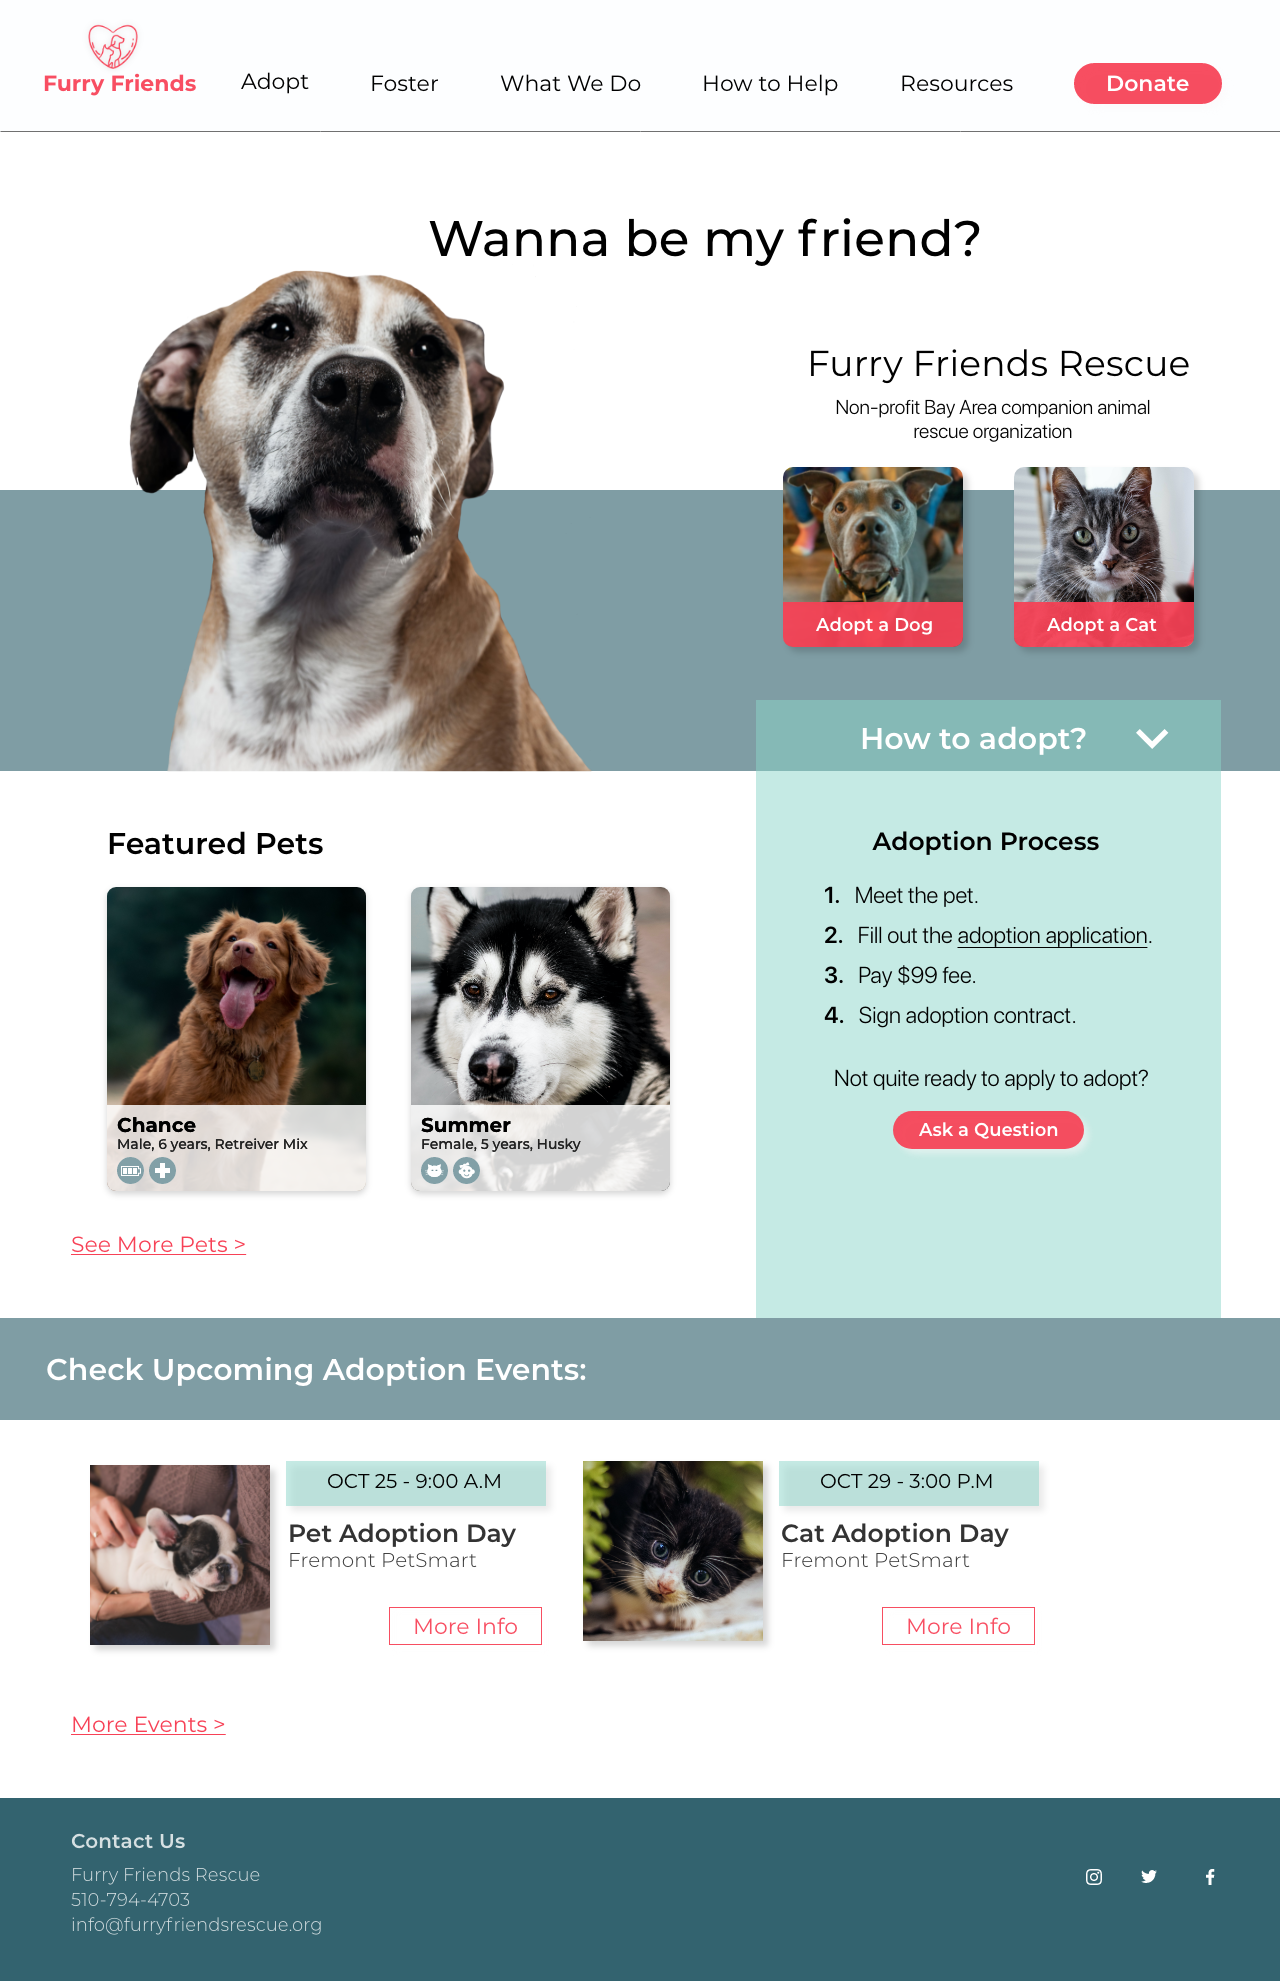 Furry Friends
Adopt
Foster
What We Do
How to Help
Resources
Donate
Wanna be my friend?
Furry Friends Rescue
Non-profit Bay Area companion animal
rescue organization
Adopt a Dog
Adopt a Cat
How to adopt?
Featured Pets
Chance
Male, 6 years, Retreiver Mix
Summer
Female, 5 years, Husky
See More Pets >
Adoption Process
1. Meet the pet.
2. Fill out the adoption application.
3. Pay $99 fee.
4. Sign adoption contract.
Not quite ready to apply to adopt?
Ask a Question
Check Upcoming Adoption Events:
OCT 25 - 9:00 A.M
Pet Adoption Day
Fremont PetSmart
More Info
OCT 29 - 3:00 P.M
Cat Adoption Day
Fremont PetSmart
More Info
More Events >
Contact Us
Furry Friends Rescue
510-794-4703
info@furryfriendsrescue.org